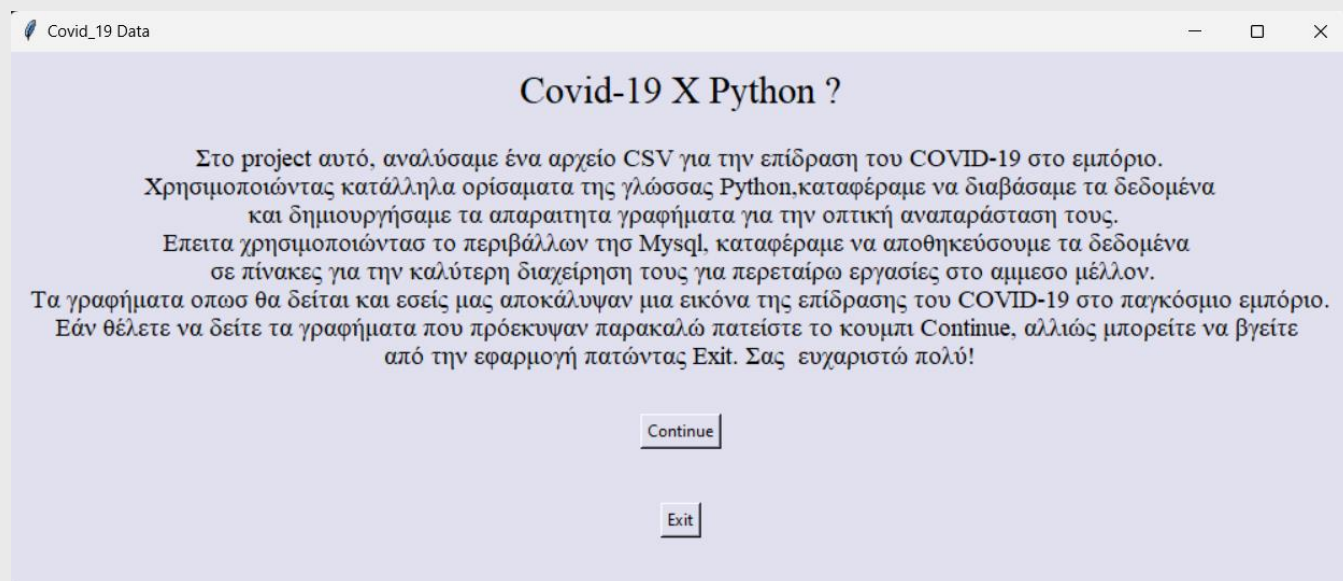 Covid_19 Data
Covid-19 X Python ?
Στο project αυτό, αναλύσαμε ένα αρχείο CSV για την επίδραση του COVID-19 στο εμπόριο.
Χρησιμοποιώντας κατάλληλα ορίσαματα της γλώσσας Python,καταφέραμε να διαβάσαμε τα δεδομένα
και δημιουργήσαμε τα απαραιτητα γραφήματα για την οπτική αναπαράσταση τους.
Επειτα χρησιμοποιώντασ το περιβάλλων τησ Mysql, καταφέραμε να αποθηκεύσουμε τα δεδομένα
σε πίνακες για την καλύτερη διαχείρηση τους για περεταίρω εργασίες στο αμμεσο μέλλον.
Τα γραφήματα οπωσ θα δείται και εσείς μας αποκάλυψαν μια εικόνα της επίδρασης του COVID-19 στο παγκόσμιο εμπόριο.
Εάν θέλετε να δείτε τα γραφήματα που πρόεκυψαν παρακαλώ πατείστε το κουμπι Continue, αλλιώς μπορείτε να βγείτε
από την εφαρμογή πατώντας Exit. Σας  ευχαριστώ πολύ!
Continue
Exit